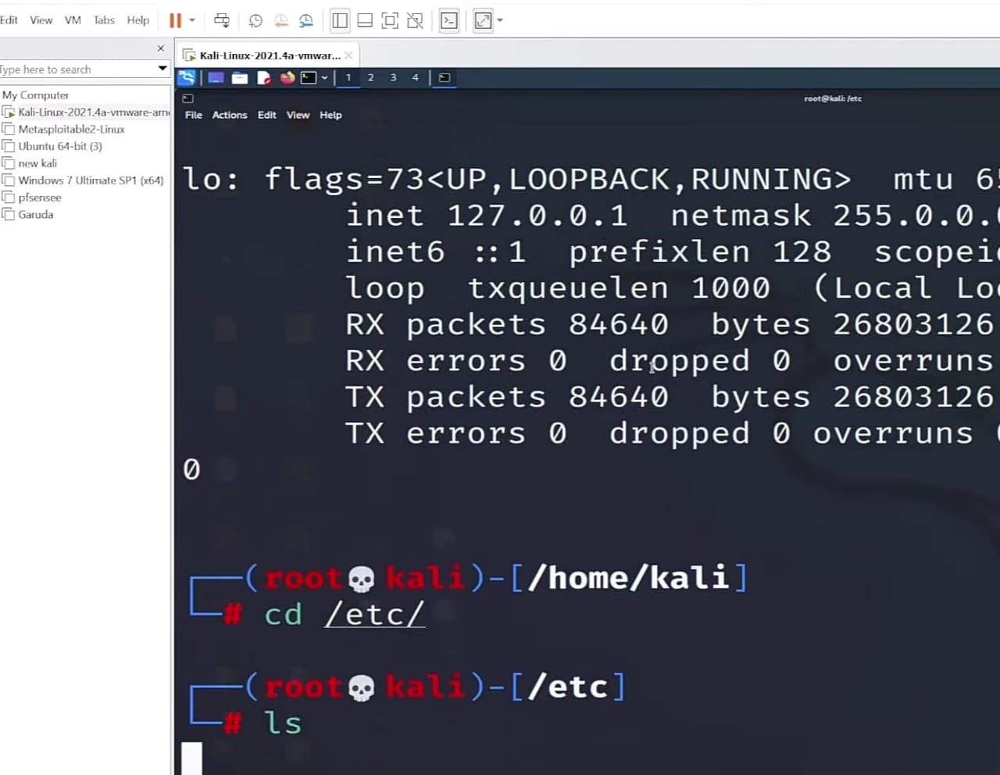 Edit View VM Tabs Help
Type here to search
My Computer
Kali-Linux-2021.4a-vmware-am
Metasploitable2-Linux
Ubuntu 64-bit (3)
new kali
Windows 7 Ultimate SP1 (x64)
pfsensee
Garuda
Kali-Linux-2021.4a-vmwar...
1 2 3 4
root@kali: /etc
File Actions Edit View Help
lo: flags=73<UP,LOOPBACK,RUNNING> mtu 65
inet 127.0.0.1 netmask 255.0.0.0
inet6 ::1 prefixlen 128 scopei
loop txqueuelen 1000 (Local Lo
RX packets 84640 bytes 26803126
RX errors 0 dropped 0 overruns
TX packets 84640 bytes 26803126
TX errors 0 dropped 0 overruns
0
┌──(root💀kali)-[/home/kali]
└─# cd /etc/
┌──(root💀kali)-[/etc]
└─# ls